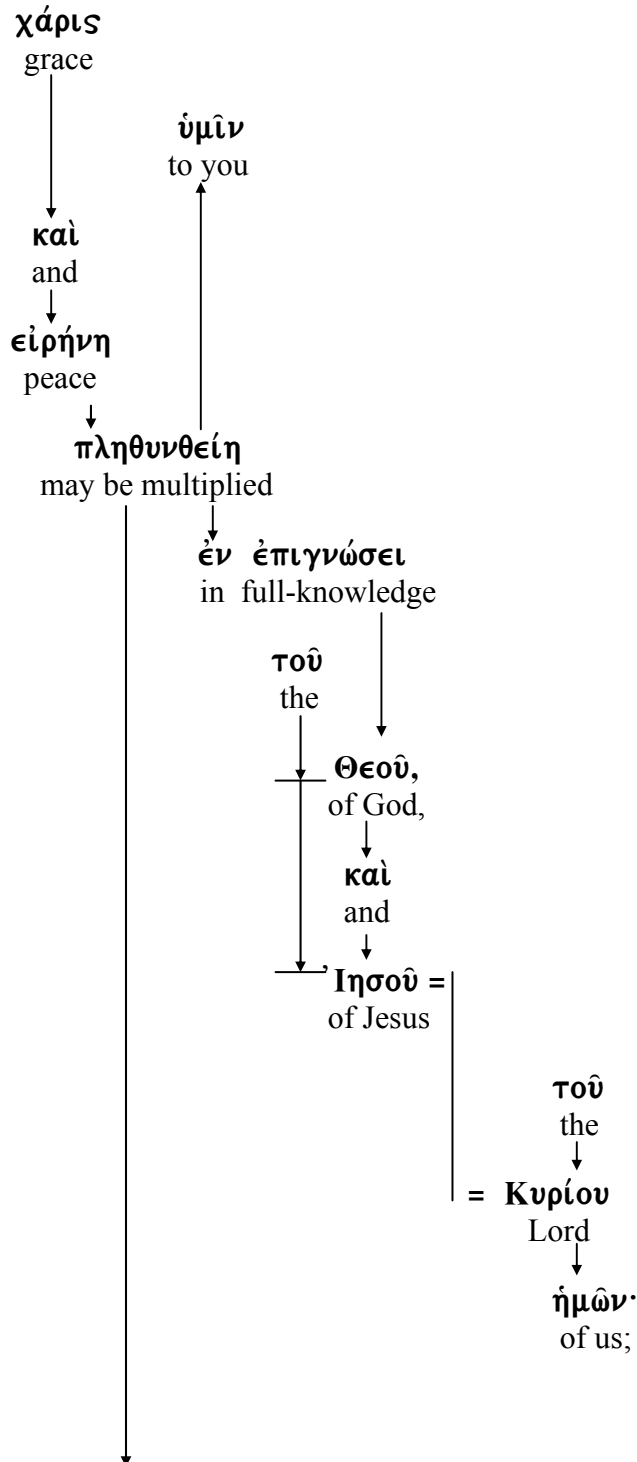 χάρις
grace
ὑμῖν
to you
καὶ
and
εἰρήνη
peace
πληθυνθείη
may be multiplied
ἐν ἐπιγνώσει
in full-knowledge
τοῦ
the
Θεοῦ,
of God,
καὶ
and
Ἰησοῦ =
of Jesus
τοῦ
the
= Κυρίου
Lord
ἡμῶν·
of us;